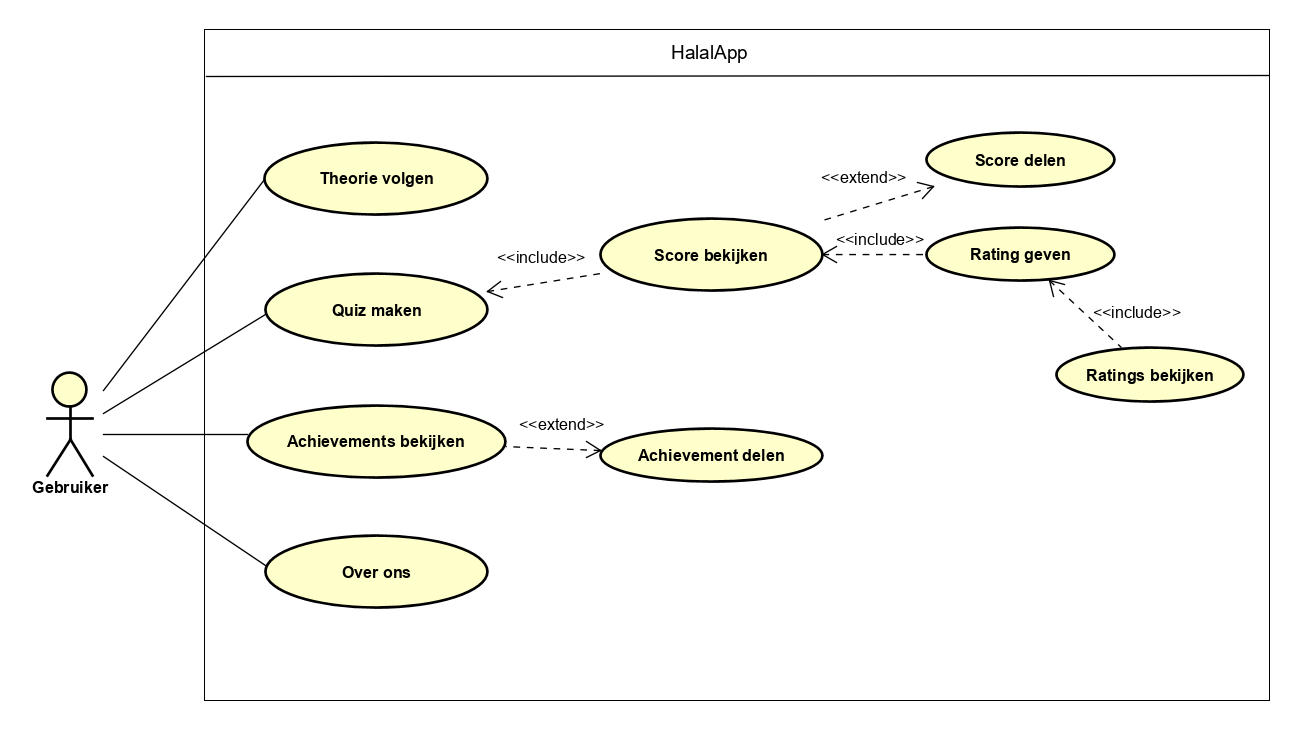 HalalApp
Score delen
Theorie volgen
<<extend>>
<<include>>
Score bekijken
Rating geven
<<include>>
Quiz maken
<<include>>
Ratings bekijken
<<extend>>
Achievements bekijken
Achievement delen
Gebruiker
Over ons